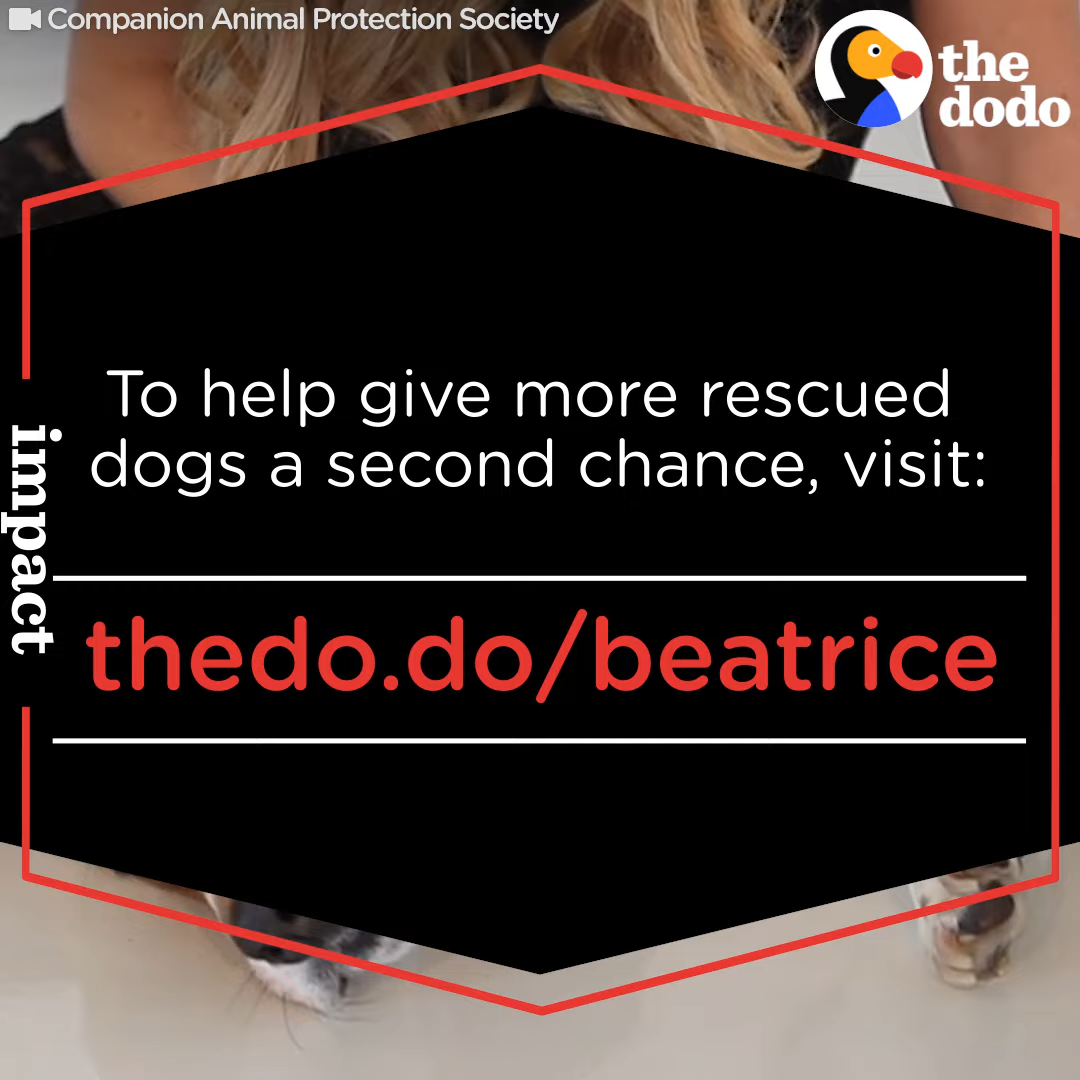 Companion Animal Protection Society
the
dodo
To help give more rescued
dogs a second chance, visit:
impact
thedo.do/beatrice